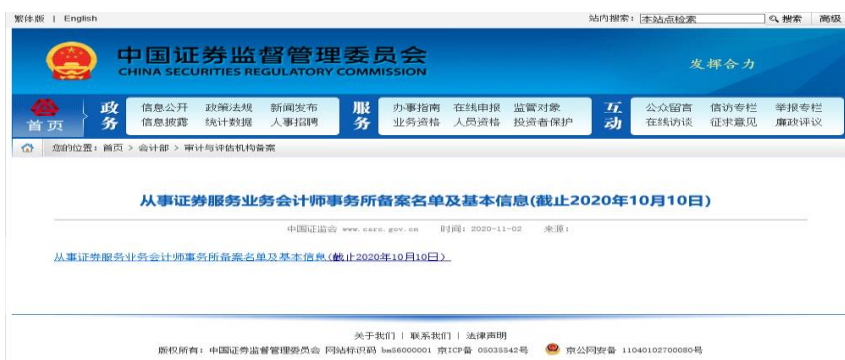 繁体版 | English 站内搜索: 本站点检索 搜索 高级
中国证券监督管理委员会
CHINA SECURITIES REGULATORY COMMISSION
发挥合力
首页
政务
信息公开 政策法规 新闻发布
信息披露 统计数据 人事招聘
服务
办事指南 在线申报 监管对象
业务资格 人员资格 投资者保护
互动
公众留言 信访专栏 举报专栏
在线访谈 征求意见 廉政评议
您的位置: 首页 > 会计部 > 审计与评估机构备案
从事证券服务业务会计师事务所备案名单及基本信息(截止2020年10月10日)
中国证监会 www.csrc.gov.cn 时间: 2020-11-02 来源:
从事证券服务业务会计师事务所备案名单及基本信息(截止2020年10月10日)
关于我们 | 联系我们 | 法律声明
版权所有: 中国证券监督管理委员会 网站标识码 bm56000001 京ICP备 05035542号 京公网安备 11040102700080号